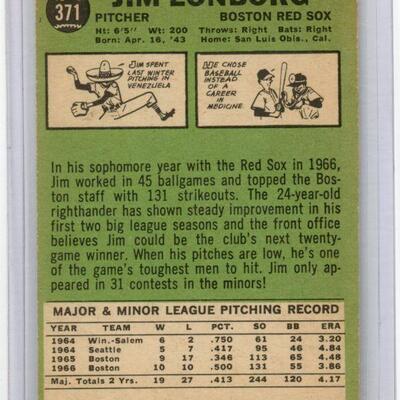 371
JIM LONBORG
PITCHER BOSTON RED SOX
Ht: 6'5" Wt: 200 Throws: Right Bats: Right
Born: Apr. 16, '43 Home: San Luis Obis., Cal.
JIM SPENT
LAST WINTER
PITCHING IN
VENEZUELA
HE CHOSE
BASEBALL
INSTEAD
OF A
CAREER
IN
MEDICINE
In his sophomore year with the Red Sox in 1966,
Jim worked in 45 ballgames and topped the Bos-
ton staff with 131 strikeouts. The 24-year-old
righthander has shown steady improvement in his
first two big league seasons and the front office
believes Jim could be the club's next twenty-
game winner. When his pitches are low, he's one
of the game's toughest men to hit. Jim only ap-
peared in 31 contests in the minors!
MAJOR & MINOR LEAGUE PITCHING RECORD
YEAR TEAM W L PCT. SO BB ERA
1964 Win.-Salem 6 2 .750 61 24 3.20
1964 Seattle 5 7 .417 54 46 4.84
1965 Boston 9 17 .346 113 65 4.48
1966 Boston 10 10 .500 131 55 3.86
Maj. Totals 2 Yrs. 19 27 .413 244 120 4.17